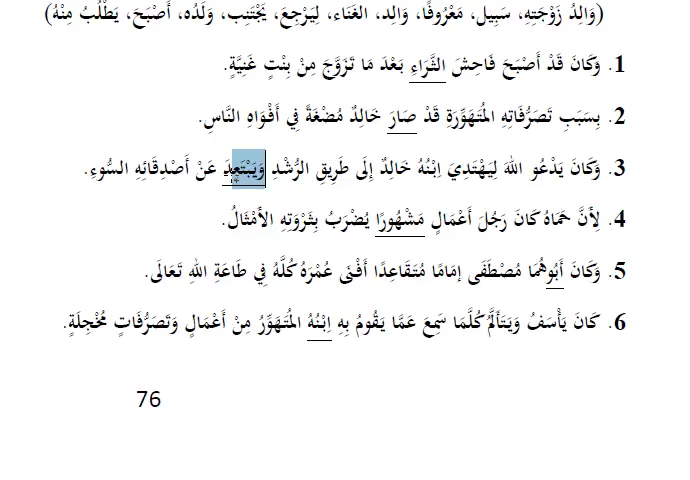 (وَالِدُ زَوْجَتِهِ، سَبِيل، مَعْرُوفًا، وَالِد، الغَنَاء، لِيَرْجِعَ، يَجْتَنِب، وَلَدُه، أَصْبَحَ، يَطْلُبُ مِنْهُ)
1. وَكَانَ قَدْ أَصْبَحَ فَاحِشَ الثَّرَاءِ بَعْدَ مَا تَزَوَّجَ مِنْ بِنْتٍ غَنِيَّةٍ.
2. بِسَبَبِ تَصَرُّفَاتِهِ المُتَهَوِّرَةِ قَدْ صَارَ خَالِدٌ مُضْغَةً فِي أَفْوَاهِ النَّاسِ.
3. وَكَانَ يَدْعُو اللهَ لِيَهْتَدِيَ اِبْنُهُ خَالِدٌ إِلَى طَرِيقِ الرُّشْدِ وَيَبْتَعِدَ عَنْ أَصْدِقَائِهِ السُّوءِ.
4. لِأَنَّ حَمَاهُ كَانَ رَجُلَ أَعْمَالٍ مَشْهُورًا يُضْرَبُ بِثَرْوَتِهِ الأَمْثَالُ.
5. وَكَانَ أَبُوهُمَا مُصْطَفَى إِمَامًا مُتَقَاعِدًا أَفْنَى عُمْرَهُ كُلَّهُ فِي طَاعَةِ اللهِ تَعَالَى.
6. كَانَ يَأْسَفُ وَيَتَأَلَّمُ كُلَّمَا سَمِعَ عَمَّا يَقُومُ بِهِ اِبْنُهُ المُتَهَوِّرُ مِنْ أَعْمَالٍ وَتَصَرُّفَاتٍ مُخْجِلَةٍ.
76